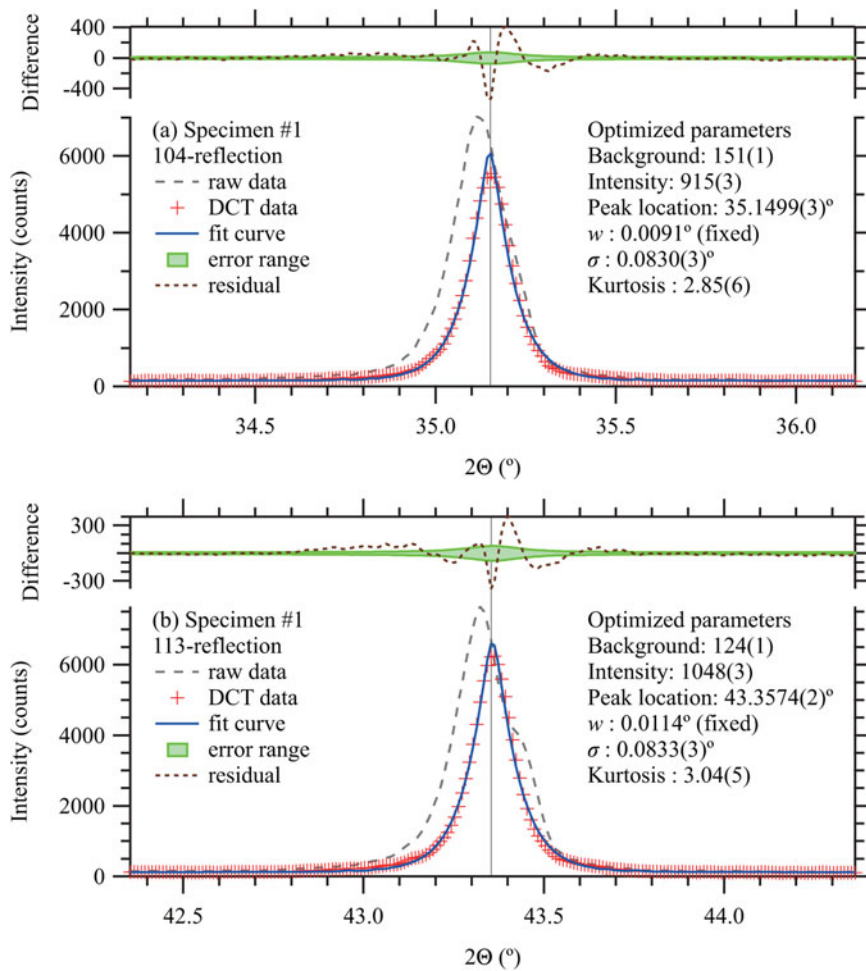 400
0
-400
Difference
(a) Specimen #1
104-reflection
raw data
DCT data
fit curve
error range
residual
Optimized parameters
Background: 151(1)
Intensity: 915(3)
Peak location: 35.1499(3)º
w : 0.0091º (fixed)
σ : 0.0830(3)º
Kurtosis : 2.85(6)
6000
4000
2000
0
Intensity (counts)
34.5 35.0 35.5 36.0
2Θ (º)
300
-300
Difference
(b) Specimen #1
113-reflection
raw data
DCT data
fit curve
error range
residual
Optimized parameters
Background: 124(1)
Intensity: 1048(3)
Peak location: 43.3574(2)º
w : 0.0114º (fixed)
σ : 0.0833(3)º
Kurtosis : 3.04(5)
6000
4000
2000
0
Intensity (counts)
42.5 43.0 43.5 44.0
2Θ (º)